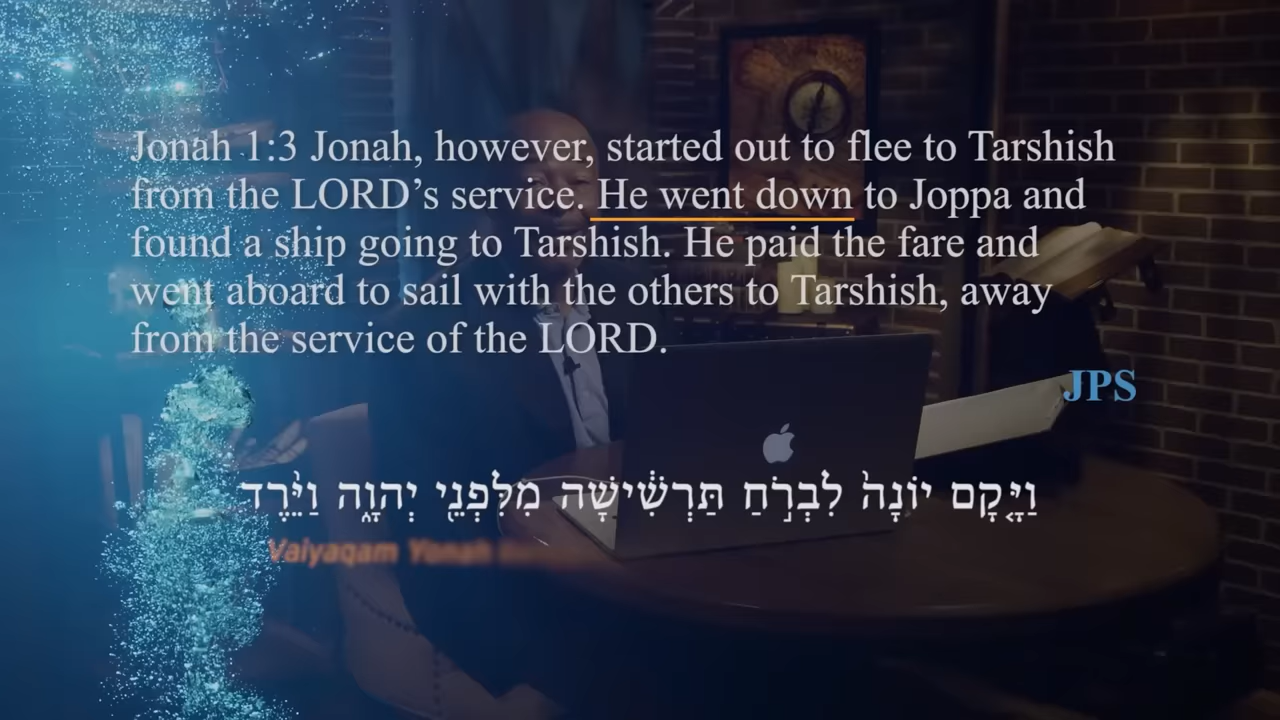 Jonah 1:3 Jonah, however, started out to flee to Tarshish
from the LORD’s service. He went down to Joppa and
found a ship going to Tarshish. He paid the fare and
went aboard to sail with the others to Tarshish, away
from the service of the LORD.
JPS
וַיָּ֤קָם יוֹנָה֙ לִבְרֹ֣חַ תַּרְשִׁ֔ישָׁה מִלִּפְנֵ֖י יְהוָ֑ה וַיֵּ֨רֶד
Vaiyaqam Yonah